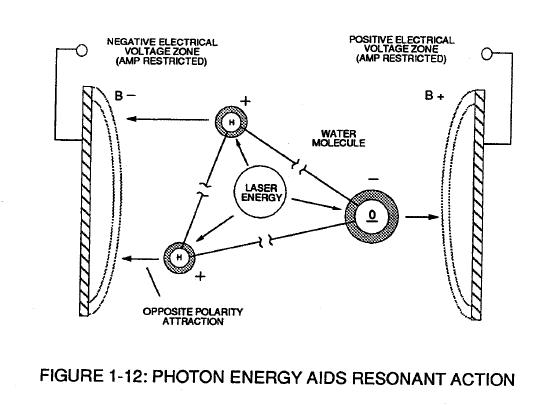 NEGATIVE ELECTRICAL
VOLTAGE ZONE
(AMP RESTRICTED)
POSITIVE ELECTRICAL
VOLTAGE ZONE
(AMP RESTRICTED)
B -
+
B +
H
WATER
MOLECULE
-
LASER
ENERGY
O
H
+
OPPOSITE POLARITY
ATTRACTION
FIGURE 1-12: PHOTON ENERGY AIDS RESONANT ACTION